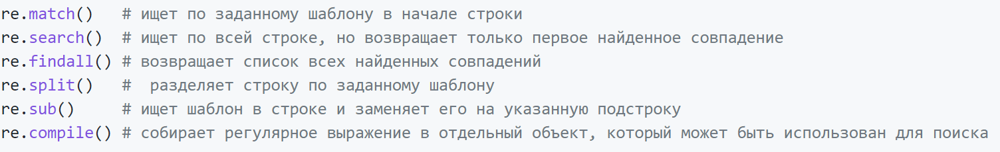 re.match()   # ищет по заданному шаблону в начале строки
re.search()  # ищет по всей строке, но возвращает только первое найденное совпадение
re.findall() # возвращает список всех найденных совпадений
re.split()   #  разделяет строку по заданному шаблону
re.sub()     # ищет шаблон в строке и заменяет его на указанную подстроку
re.compile() # собирает регулярное выражение в отдельный объект, который может быть использован для поиска